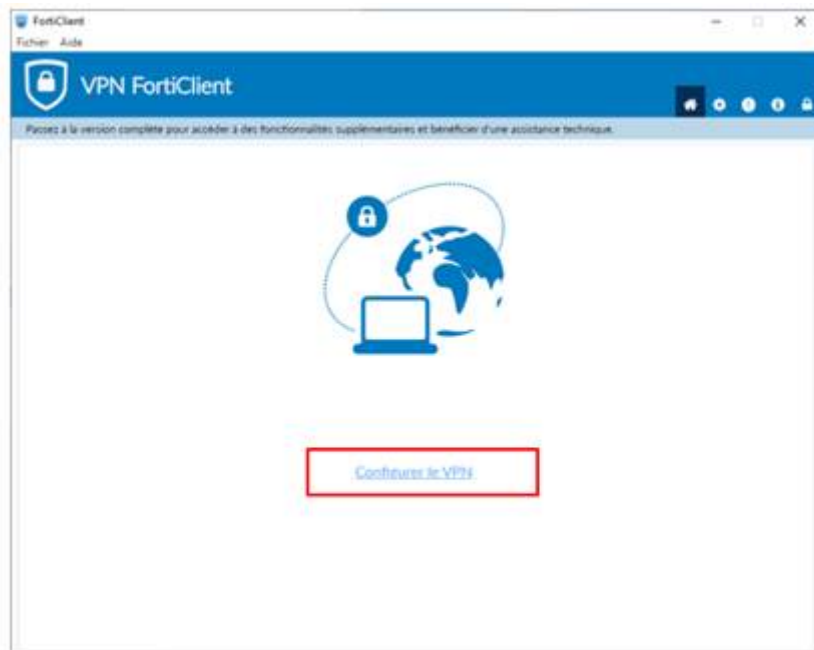 FortiClient
Fichier Aide
VPN FortiClient
Passez à la version complète pour accéder à des fonctionnalités supplémentaires et bénéficier d'une assistance technique.
Configurer le VPN